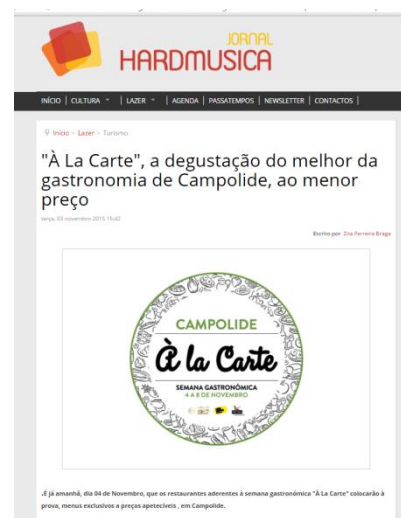 JORNAL
HARDMUSICA
INÍCIO | CULTURA | LAZER | AGENDA | PASSATEMPOS | NEWSLETTER | CONTACTOS |
Início > Lazer > Turismo
"À La Carte", a degustação do melhor da
gastronomia de Campolide, ao menor
preço
terça, 03 novembro 2015 16:42
Escrito por Zita Ferreira Braga
CAMPOLIDE
À la Carte
SEMANA GASTRONÓMICA
4 A 8 DE NOVEMBRO
.É já amanhã, dia 04 de Novembro, que os restaurantes aderentes à semana gastronómica "À La Carte" colocarão à
prova, menus exclusivos a preços apetecíveis , em Campolide.